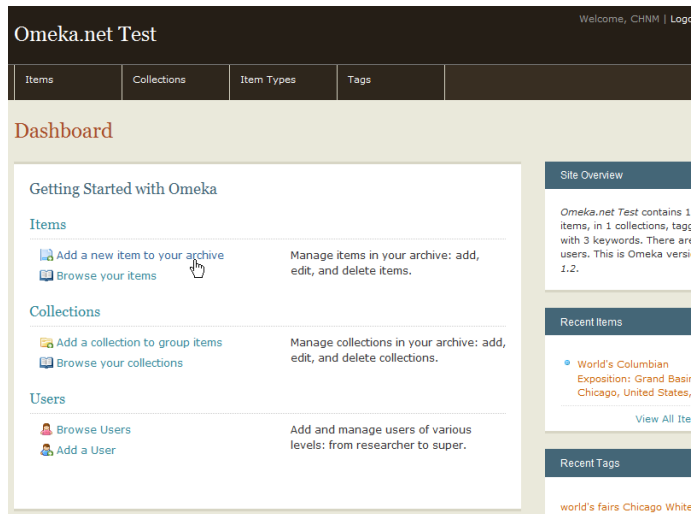 Omeka.net Test
Welcome, CHNM |
Items
Collections
Item Types
Tags
Dashboard
Getting Started with Omeka
Items
Add a new item to your archive
Browse your items
Manage items in your archive: add,
edit, and delete items.
Collections
Add a collection to group items
Browse your collections
Manage collections in your archive: add,
edit, and delete collections.
Users
Browse Users
Add a User
Add and manage users of various
levels: from researcher to super.
Site Overview
Omeka.net Test contains 1
items, in 1 collections,
with 3 keywords. There are
users. This is Omeka
1.2.
Recent Items
World's Columbian
Exposition: Grand
Chicago, United States,
View All
Recent Tags
world's fairs Chicago White